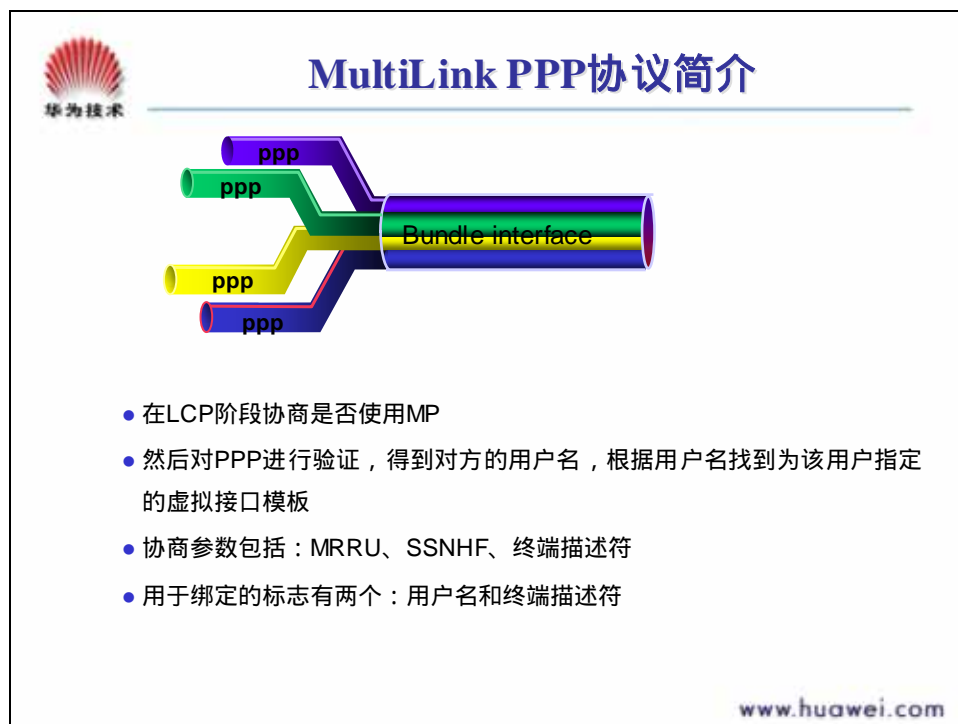 华为技术
MultiLink PPP协议简介
ppp
ppp
Bundle interface
ppp
ppp
在LCP阶段协商是否使用MP
然后对PPP进行验证，得到对方的用户名，根据用户名找到为该用户指定
的虚拟接口模板
协商参数包括：MRRU、SSNHF、终端描述符
用于绑定的标志有两个：用户名和终端描述符
www.huawei.com